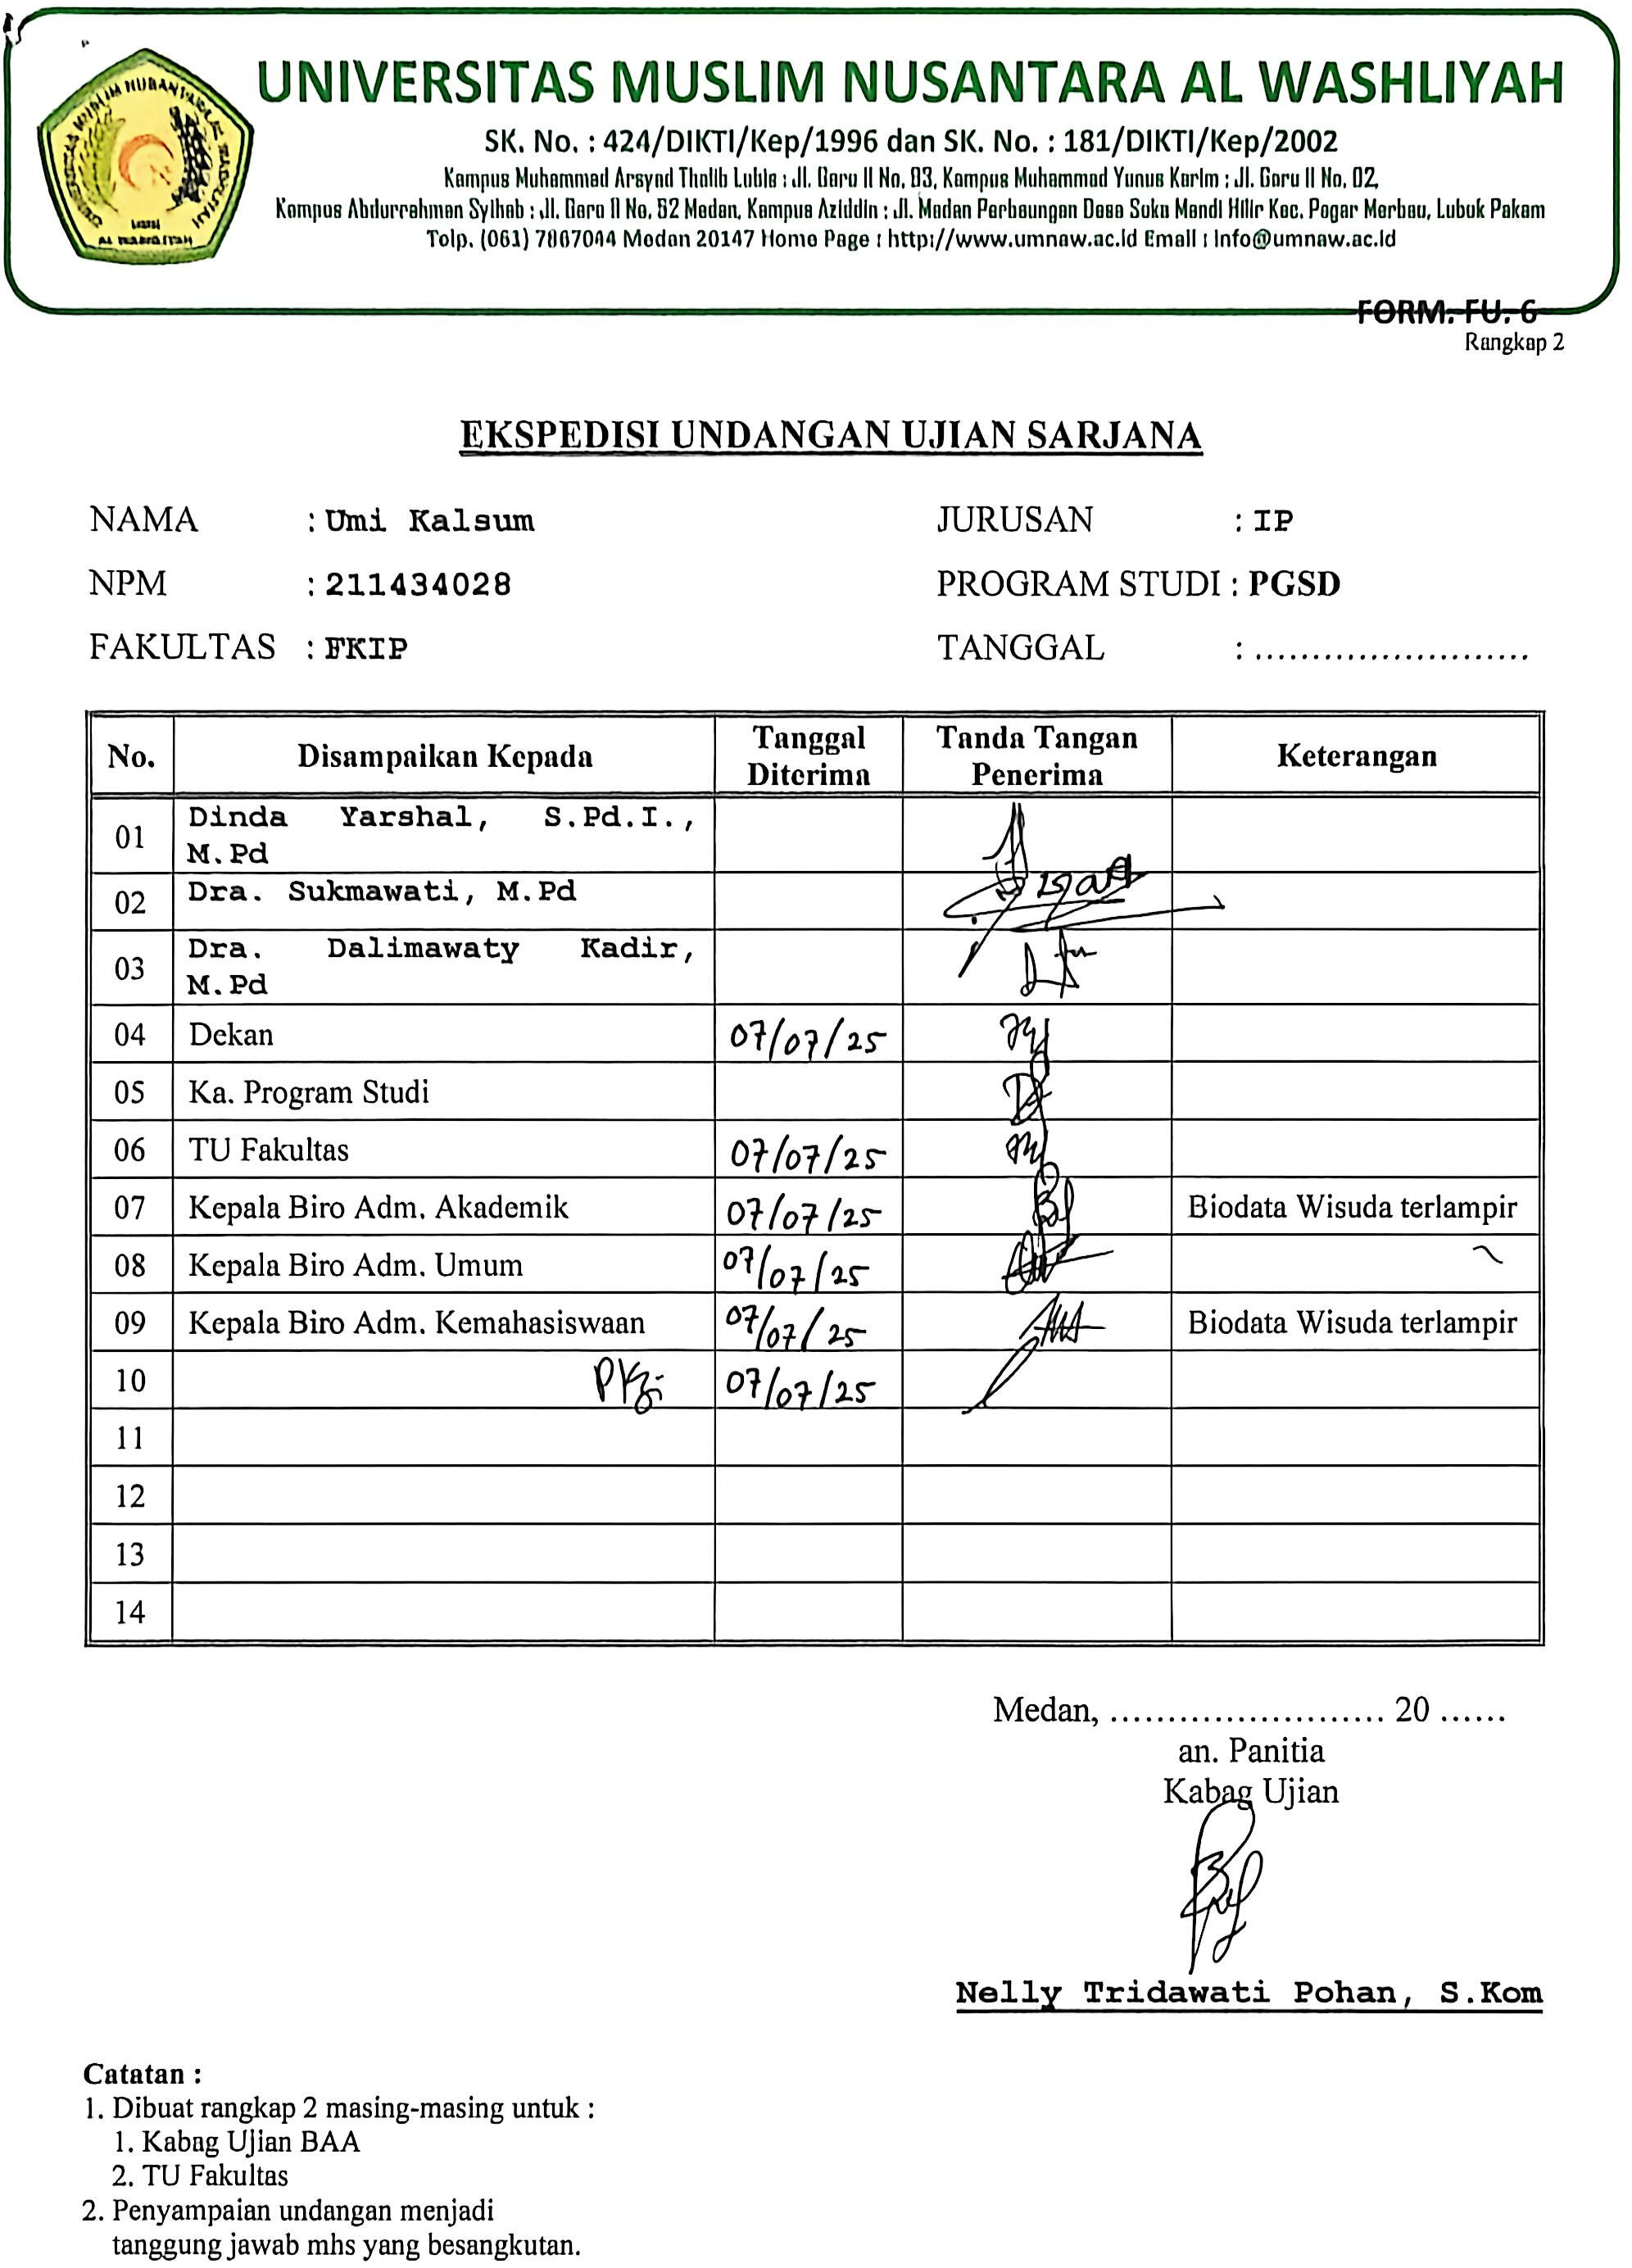 UNIVERSITAS MUSLIM NUSANTARA AL WASHLIYAH
SK. No. : 424/DIKTI/Kep/1996 dan SK. No. : 181/DIKTI/Kep/2002
Kampus Muhammad Arsyad Thalib Lubis : Jl. Garu II No. 93, Kampus Muhammad Yunus Karim : Jl. Garu II No. 02,
Kampus Abdurrahman Syihab : Jl. Garu II No. 52 Medan, Kampus Aziddin : Jl. Medan Perbaungan Desa Suka Mandi Hilir Kec. Pagar Merbau, Lubuk Pakam
Telp. (061) 7867044 Medan 20147 Home Page : http://www.umnaw.ac.id Email : info@umnaw.ac.id
AL WASHLIYAH
FORM. FU. 6
Rangkap 2
EKSPEDISI UNDANGAN UJIAN SARJANA
NAMA : Umi Kalsum JURUSAN : IP
NPM : 211434028 PROGRAM STUDI : PGSD
FAKULTAS : FKIP TANGGAL : ........................
No. Disampaikan Kepada Tanggal Diterima Tanda Tangan Penerima Keterangan
01 Dinda Yarshal, S.Pd.I.,
M.Pd
02 Dra. Sukmawati, M.Pd
03 Dra. Dalimawaty Kadir,
M.Pd
04 Dekan 07/07/25
05 Ka. Program Studi
06 TU Fakultas 07/07/25
07 Kepala Biro Adm. Akademik 07/07/25 Biodata Wisuda terlampir
08 Kepala Biro Adm. Umum 07/07/25
09 Kepala Biro Adm. Kemahasiswaan 07/07/25 Biodata Wisuda terlampir
10 07/07/25
11
12
13
14
Medan, ........................ 20 ......
an. Panitia
Kabag Ujian
Nelly Tridawati Pohan, S.Kom
Catatan :
1. Dibuat rangkap 2 masing-masing untuk :
1. Kabag Ujian BAA
2. TU Fakultas
2. Penyampaian undangan menjadi
tanggung jawab mhs yang besangkutan.